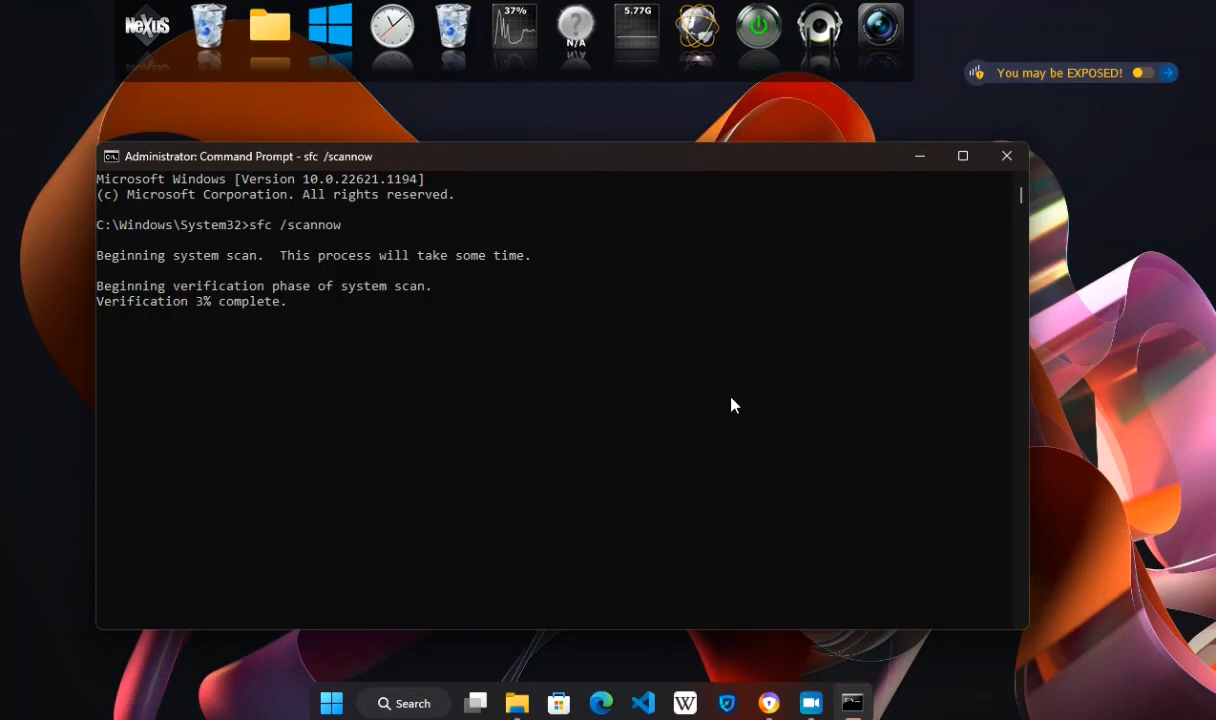 NeXuS
37%
N/A
5.77G
You may be EXPOSED!
Administrator: Command Prompt - sfc  /scannow
Microsoft Windows [Version 10.0.22621.1194]
(c) Microsoft Corporation. All rights reserved.
C:\Windows\System32>sfc /scannow
Beginning system scan.  This process will take some time.
Beginning verification phase of system scan.
Verification 3% complete.
Search
W